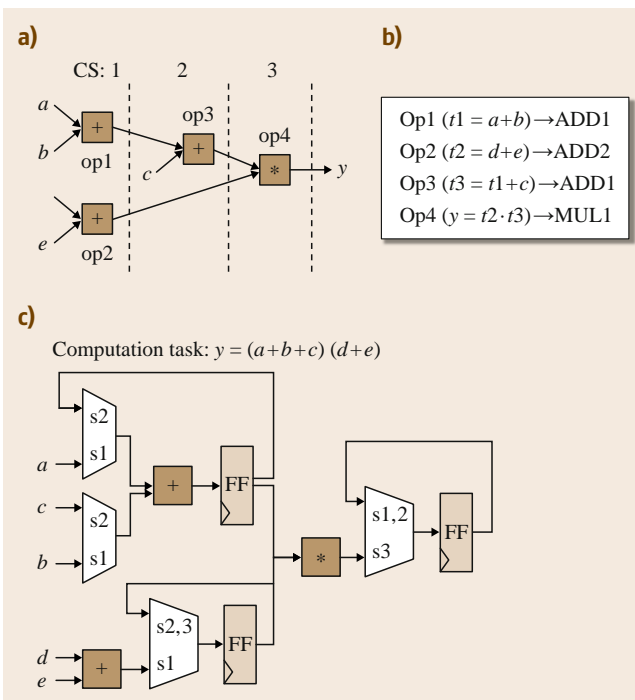 a)
CS: 1 2 3
a
b
+
op1
op3
+
c
op4
*
y
e
+
op2
b)
Op1 (t1 = a+b)→ADD1
Op2 (t2 = d+e)→ADD2
Op3 (t3 = t1+c)→ADD1
Op4 (y = t2·t3)→MUL1
c)
Computation task: y = (a+b+c) (d+e)
s2
s1
a
c
s2
s1
b
+
FF
*
s1,2
s3
FF
s2,3
s1
FF
d
e
+